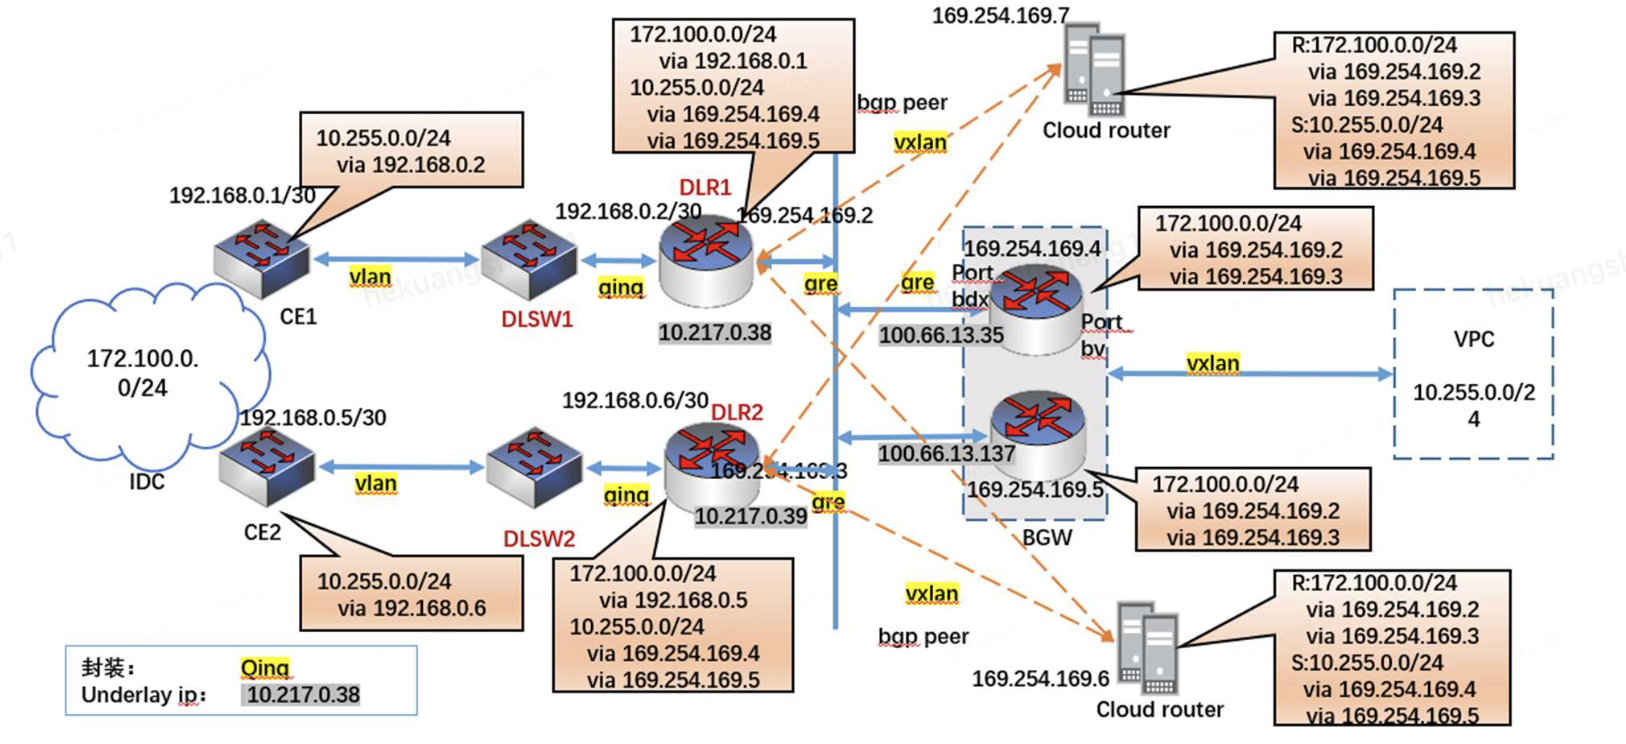 169.254.169.7
172.100.0.0/24
via 192.168.0.1
10.255.0.0/24
via 169.254.169.4
via 169.254.169.5
bgp peer
vxlan
Cloud router
R:172.100.0.0/24
via 169.254.169.2
via 169.254.169.3
S:10.255.0.0/24
via 169.254.169.4
via 169.254.169.5
10.255.0.0/24
via 192.168.0.2
192.168.0.1/30
DLR1
192.168.0.2/30
169.254.169.2
vlan
qinq
gre
gre
CE1
DLSW1
10.217.0.38
169.254.169.4
Port
bdx
100.66.13.35
Port
bv
172.100.0.0/24
via 169.254.169.2
via 169.254.169.3
vxlan
VPC
10.255.0.0/2
4
172.100.0.
0/24
IDC
192.168.0.5/30
192.168.0.6/30
DLR2
169.254.169.3
vlan
qinq
gre
CE2
DLSW2
10.217.0.39
100.66.13.137
169.254.169.5
BGW
172.100.0.0/24
via 169.254.169.2
via 169.254.169.3
10.255.0.0/24
via 192.168.0.6
172.100.0.0/24
via 192.168.0.5
10.255.0.0/24
via 169.254.169.4
via 169.254.169.5
vxlan
bgp peer
169.254.169.6
Cloud router
R:172.100.0.0/24
via 169.254.169.2
via 169.254.169.3
S:10.255.0.0/24
via 169.254.169.4
via 169.254.169.5
封装： Qinq
Underlay ip： 10.217.0.38